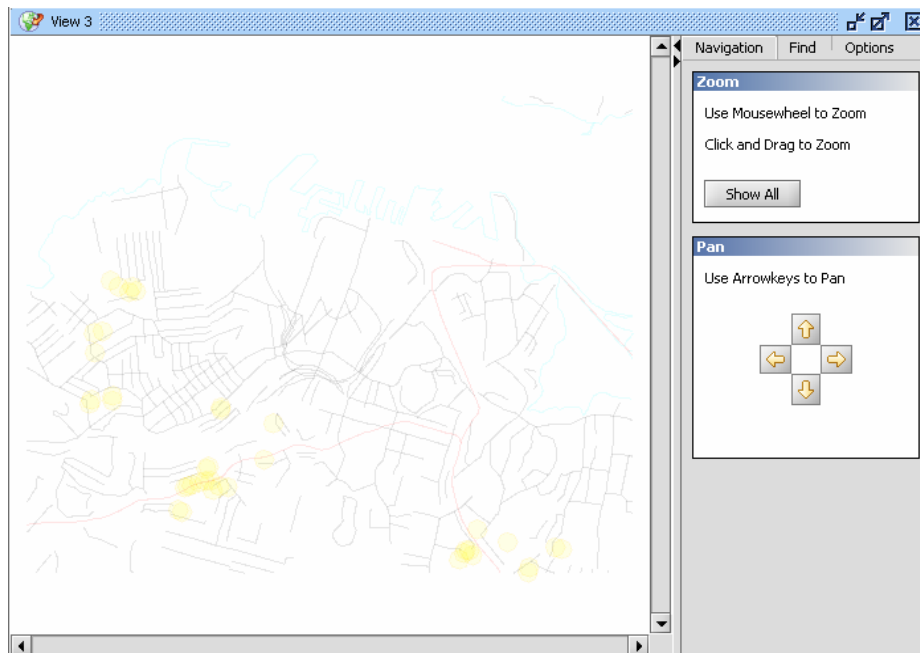 View 3
Navigation Find Options
Zoom
Use Mousewheel to Zoom
Click and Drag to Zoom
Show All
Pan
Use Arrowkeys to Pan